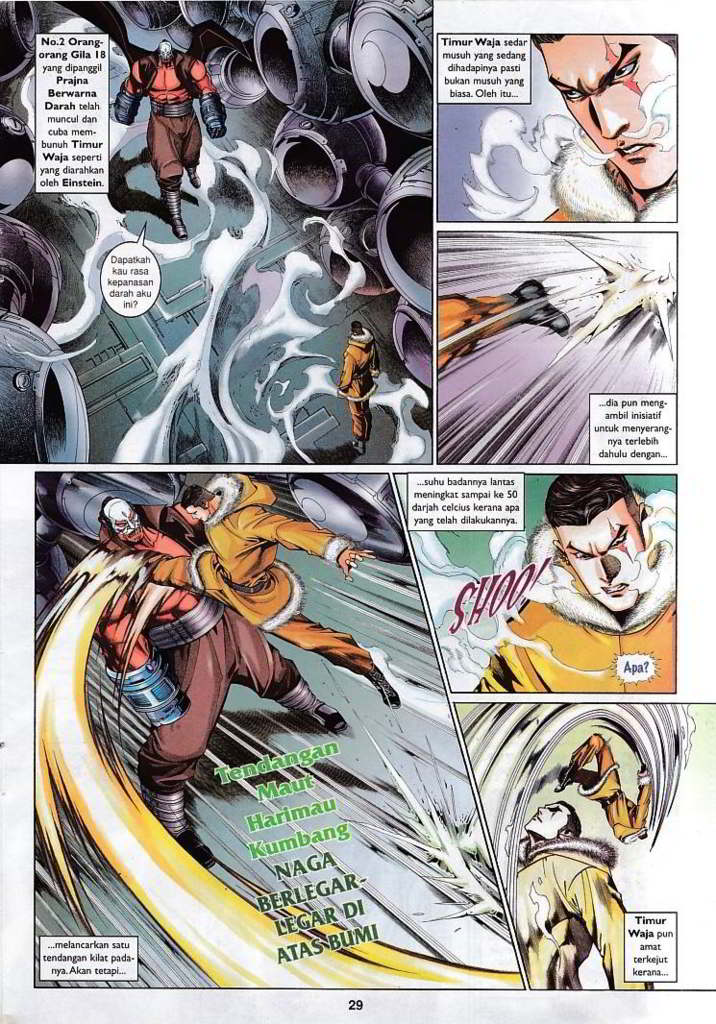 No.2 Orang-
orang Gila 18
yang dipanggil
Prajna
Berwarna
Darah telah
muncul dan
cuba mem-
bunuh Timur
Waja seperti
yang diarahkan
oleh Einstein.
Dapatkah
kau rasa
kepanasan
darah aku
ini?
Timur Waja sedar
musuh yang sedang
dihadapinya pasti
bukan musuh yang
biasa. Oleh itu...
...dia pun meng-
ambil inisiatif
untuk menyerang-
nya terlebih
dahulu dengan...
...melancarkan satu
tendangan kilat pada-
nya. Akan tetapi...
Tendangan
Maut
Harimau
Kumbang
NAGA
BERLEGAR-
LEGAR DI
ATAS BUMI
...suhu badannya lantas
meningkat sampai ke 50
darjah celcius kerana apa
yang telah dilakukannya.
SHOO!
Apa?
Timur
Waja pun
amat
terkejut
kerana...
29